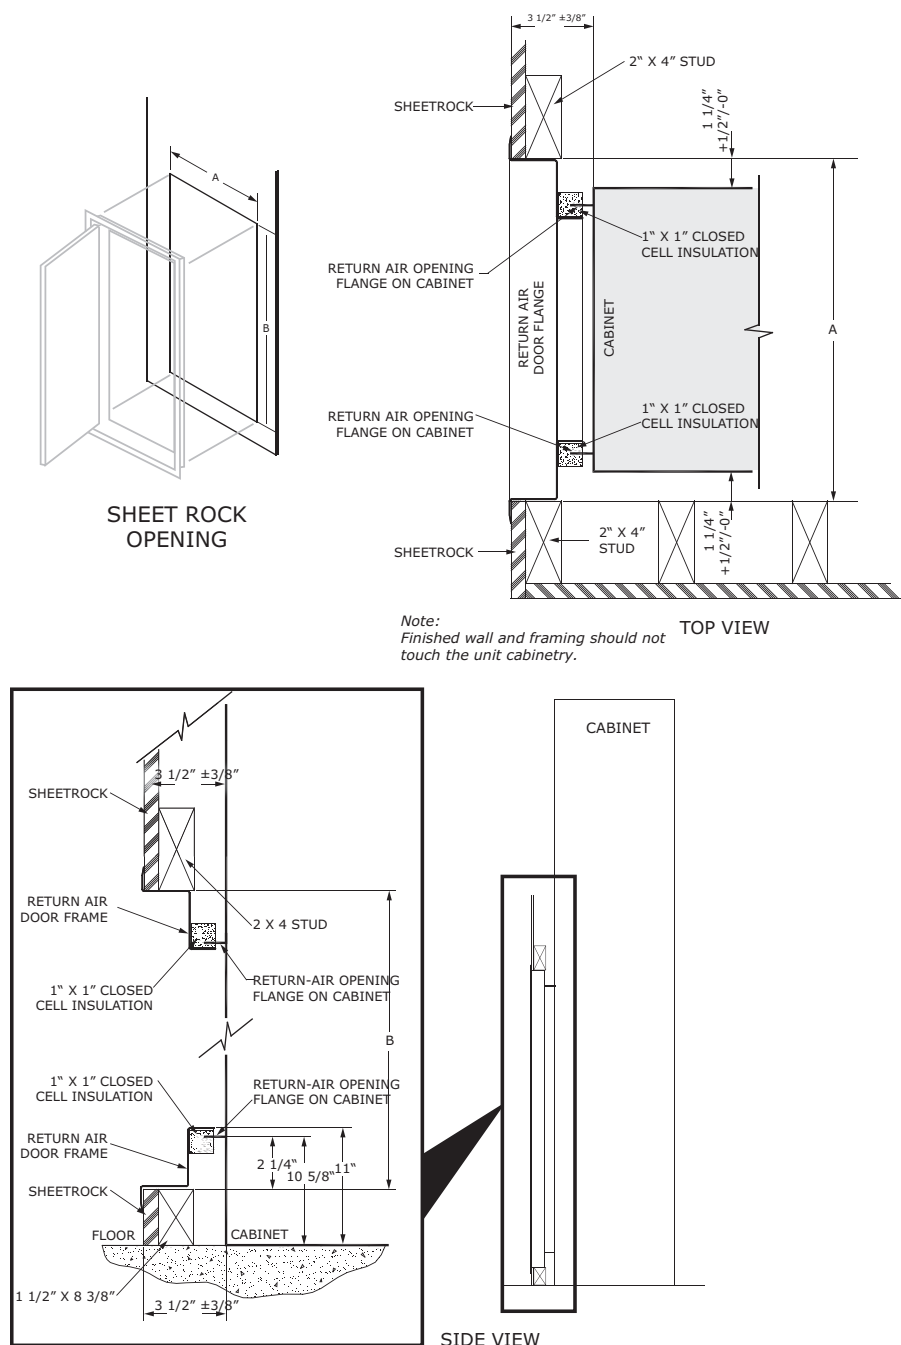 3 1/2” ±3/8”
2“ X 4” STUD
SHEETROCK
1 1/4”
+1/2”/-0”
A
B
1“ X 1” CLOSED
CELL INSULATION
RETURN AIR OPENING
FLANGE ON CABINET
RETURN AIR
DOOR FLANGE
CABINET
A
RETURN AIR OPENING
FLANGE ON CABINET
1“ X 1” CLOSED
CELL INSULATION
SHEET ROCK
OPENING
SHEETROCK
2“ X 4”
STUD
1 1/4”
+1/2”/-0”
Note:
Finished wall and framing should not
touch the unit cabinetry.
TOP VIEW
3 1/2” ±3/8”
SHEETROCK
RETURN AIR
DOOR FRAME
2 X 4 STUD
1“ X 1” CLOSED
CELL INSULATION
RETURN-AIR OPENING
FLANGE ON CABINET
B
1“ X 1” CLOSED
CELL INSULATION
RETURN-AIR OPENING
FLANGE ON CABINET
RETURN AIR
DOOR FRAME
2 1/4“
10 5/8“
11“
SHEETROCK
FLOOR
CABINET
1 1/2” X 8 3/8”
3 1/2” ±3/8”
CABINET
SIDE VIEW